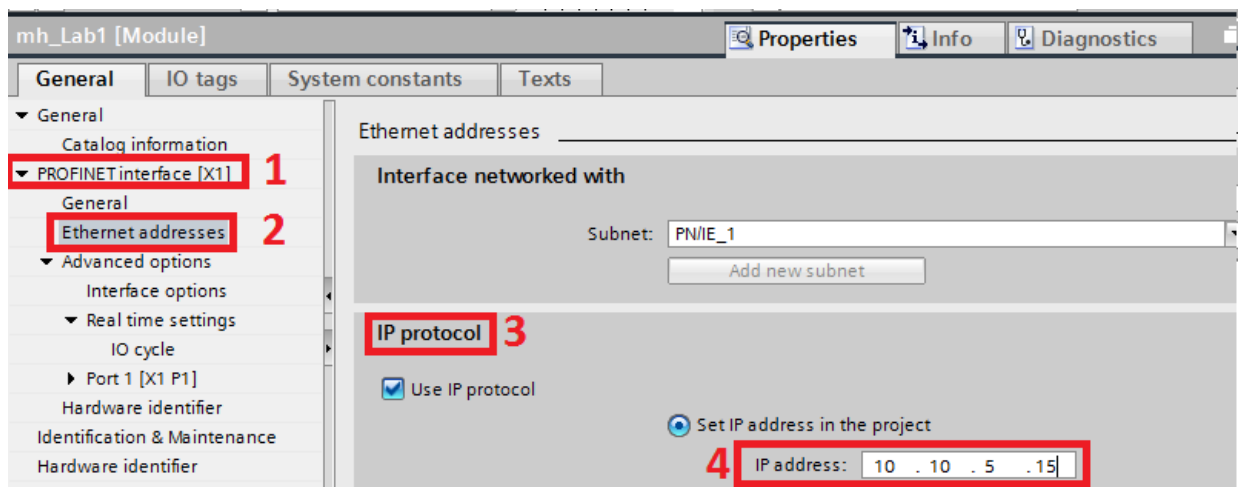 mh_Lab1 [Module]
Properties
Info
Diagnostics
General
IO tags
System constants
Texts
General
Catalog information
PROFINET interface [X1]
1
General
Ethernet addresses
2
Advanced options
Interface options
Real time settings
IO cycle
Port 1 [X1 P1]
Hardware identifier
Identification & Maintenance
Hardware identifier
Ethernet addresses
Interface networked with
Subnet: PN/IE_1
Add new subnet
IP protocol
3
Use IP protocol
Set IP address in the project
4
IP address: 10 . 10 . 5 . 15